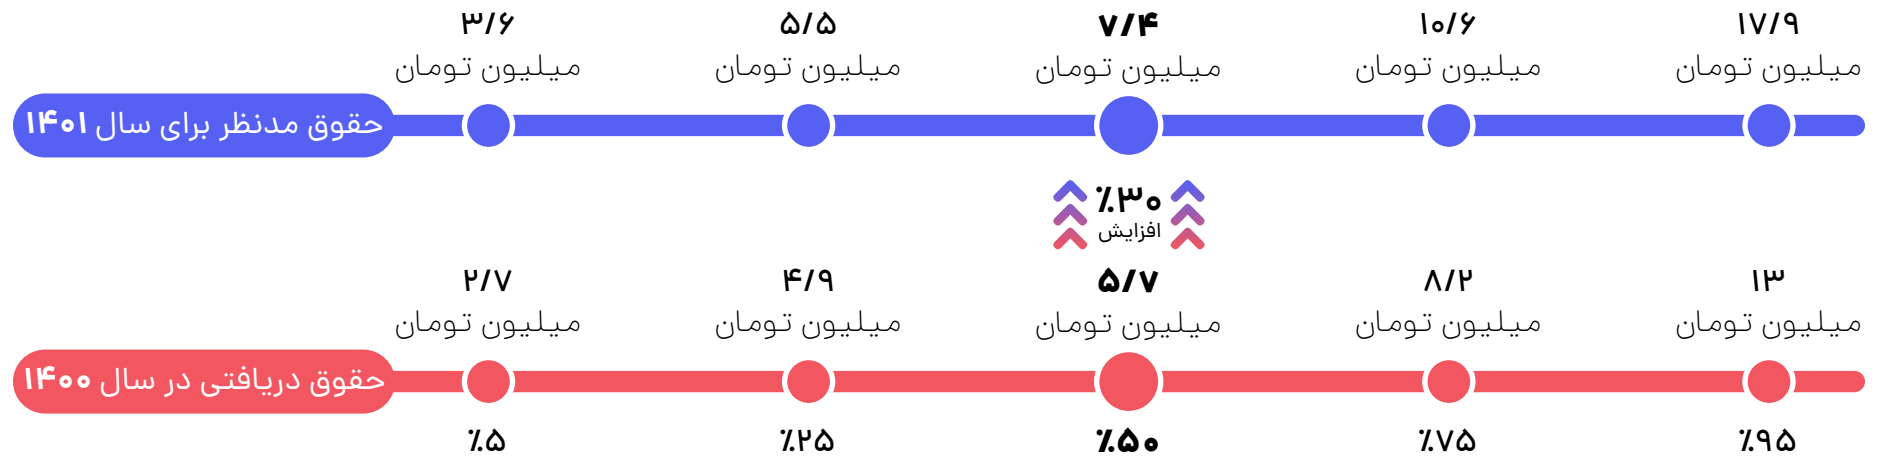 ۳/۶ ۵/۵ ۷/۴ ۱۰/۶ ۱۷/۹
میلیون تومان میلیون تومان میلیون تومان میلیون تومان میلیون تومان
حقوق مدنظر برای سال ۱۴۰۱
٪۳۰
افزایش
۲/۷ ۴/۹ ۵/۷ ۸/۲ ۱۳
میلیون تومان میلیون تومان میلیون تومان میلیون تومان میلیون تومان
حقوق دریافتی در سال ۱۴۰۰
٪۵ ٪۲۵ ٪۵۰ ٪۷۵ ٪۹۵